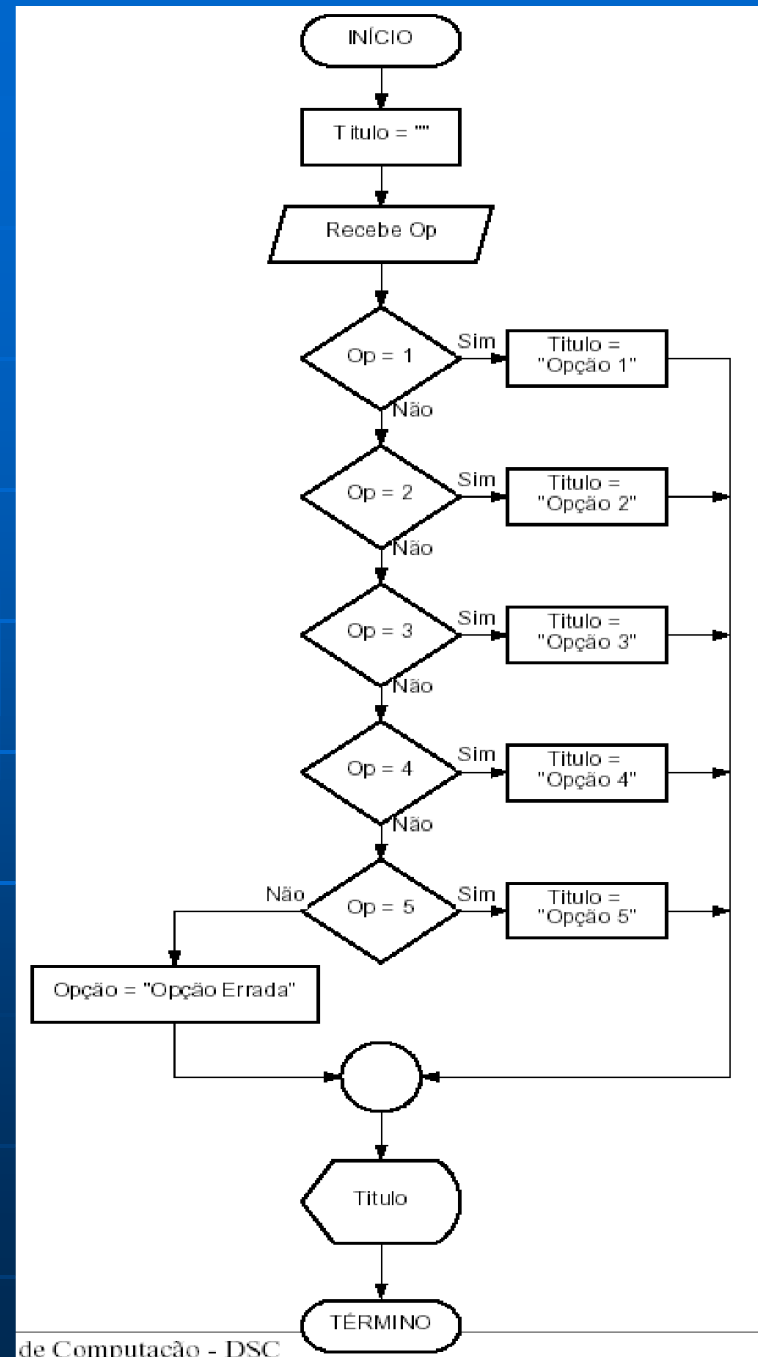 INÍCIO
Titulo = ""
Recebe Op
Op = 1
Sim
Titulo =
"Opção 1"
Não
Op = 2
Sim
Titulo =
"Opção 2"
Não
Op = 3
Sim
Titulo =
"Opção 3"
Não
Op = 4
Sim
Titulo =
"Opção 4"
Não
Não
Op = 5
Sim
Titulo =
"Opção 5"
Opção = "Opção Errada"
Titulo
TÉRMINO
de Computação - DSC